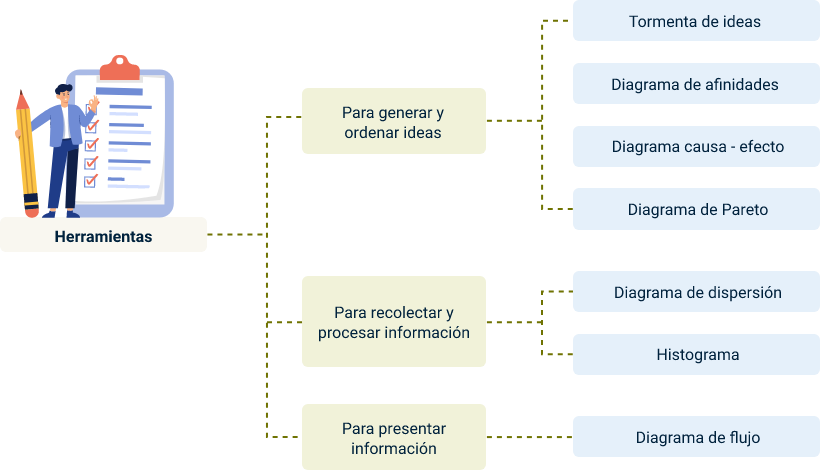 Herramientas
Para generar y
ordenar ideas
Tormenta de ideas
Diagrama de afinidades
Diagrama causa - efecto
Diagrama de Pareto
Para recolectar y
procesar información
Diagrama de dispersión
Histograma
Para presentar
información
Diagrama de flujo